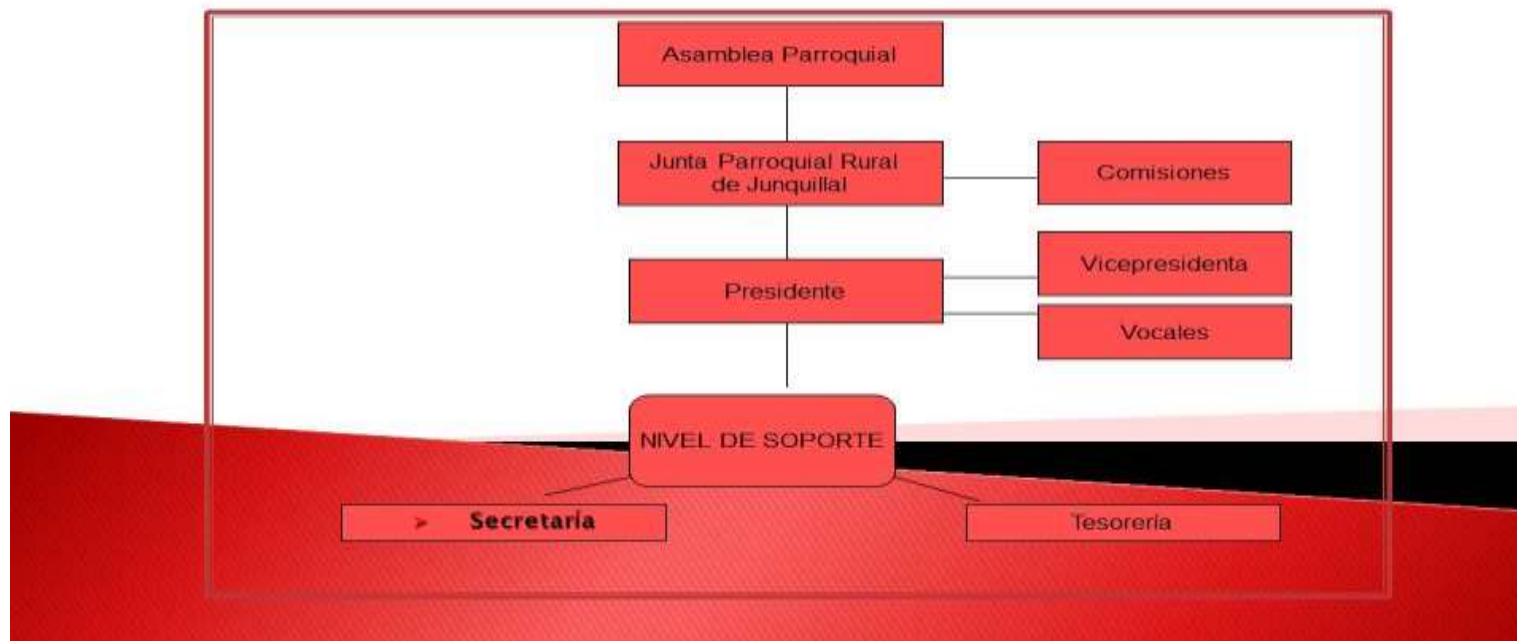 Asamblea Parroquial
Junta Parroquial Rural
de Junquillal
Comisiones
Presidente
Vicepresidenta
Vocales
NIVEL DE SOPORTE
➢ Secretaría
Tesorería